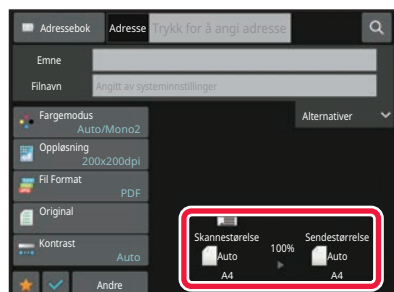 Adressebok Adresse Trykk for å angi adresse
Emne
Filnavn Angitt av systeminnstillinger
Fargemodus Alternativer
Auto/Mono2
Oppløsning
200x200dpi
Fil Format
PDF
Original
Skannestørelse 100% Sendestørrelse
Kontrast Auto Auto
Auto A4 A4
Andre